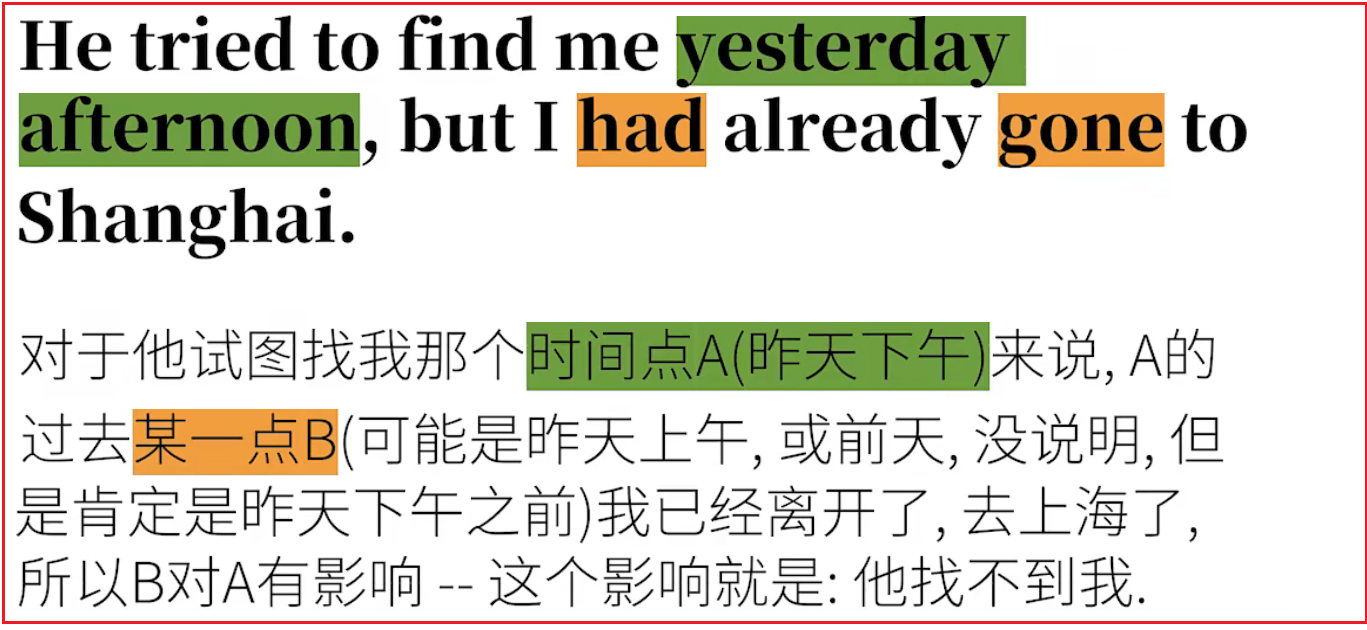 He tried to find me yesterday
afternoon, but I had already gone to
Shanghai.
对于他试图找我那个时间点A(昨天下午)来说, A的
过去某一点B(可能是昨天上午, 或前天, 没说明, 但
是肯定是昨天下午之前)我已经离开了, 去上海了,
所以B对A有影响 -- 这个影响就是: 他找不到我.